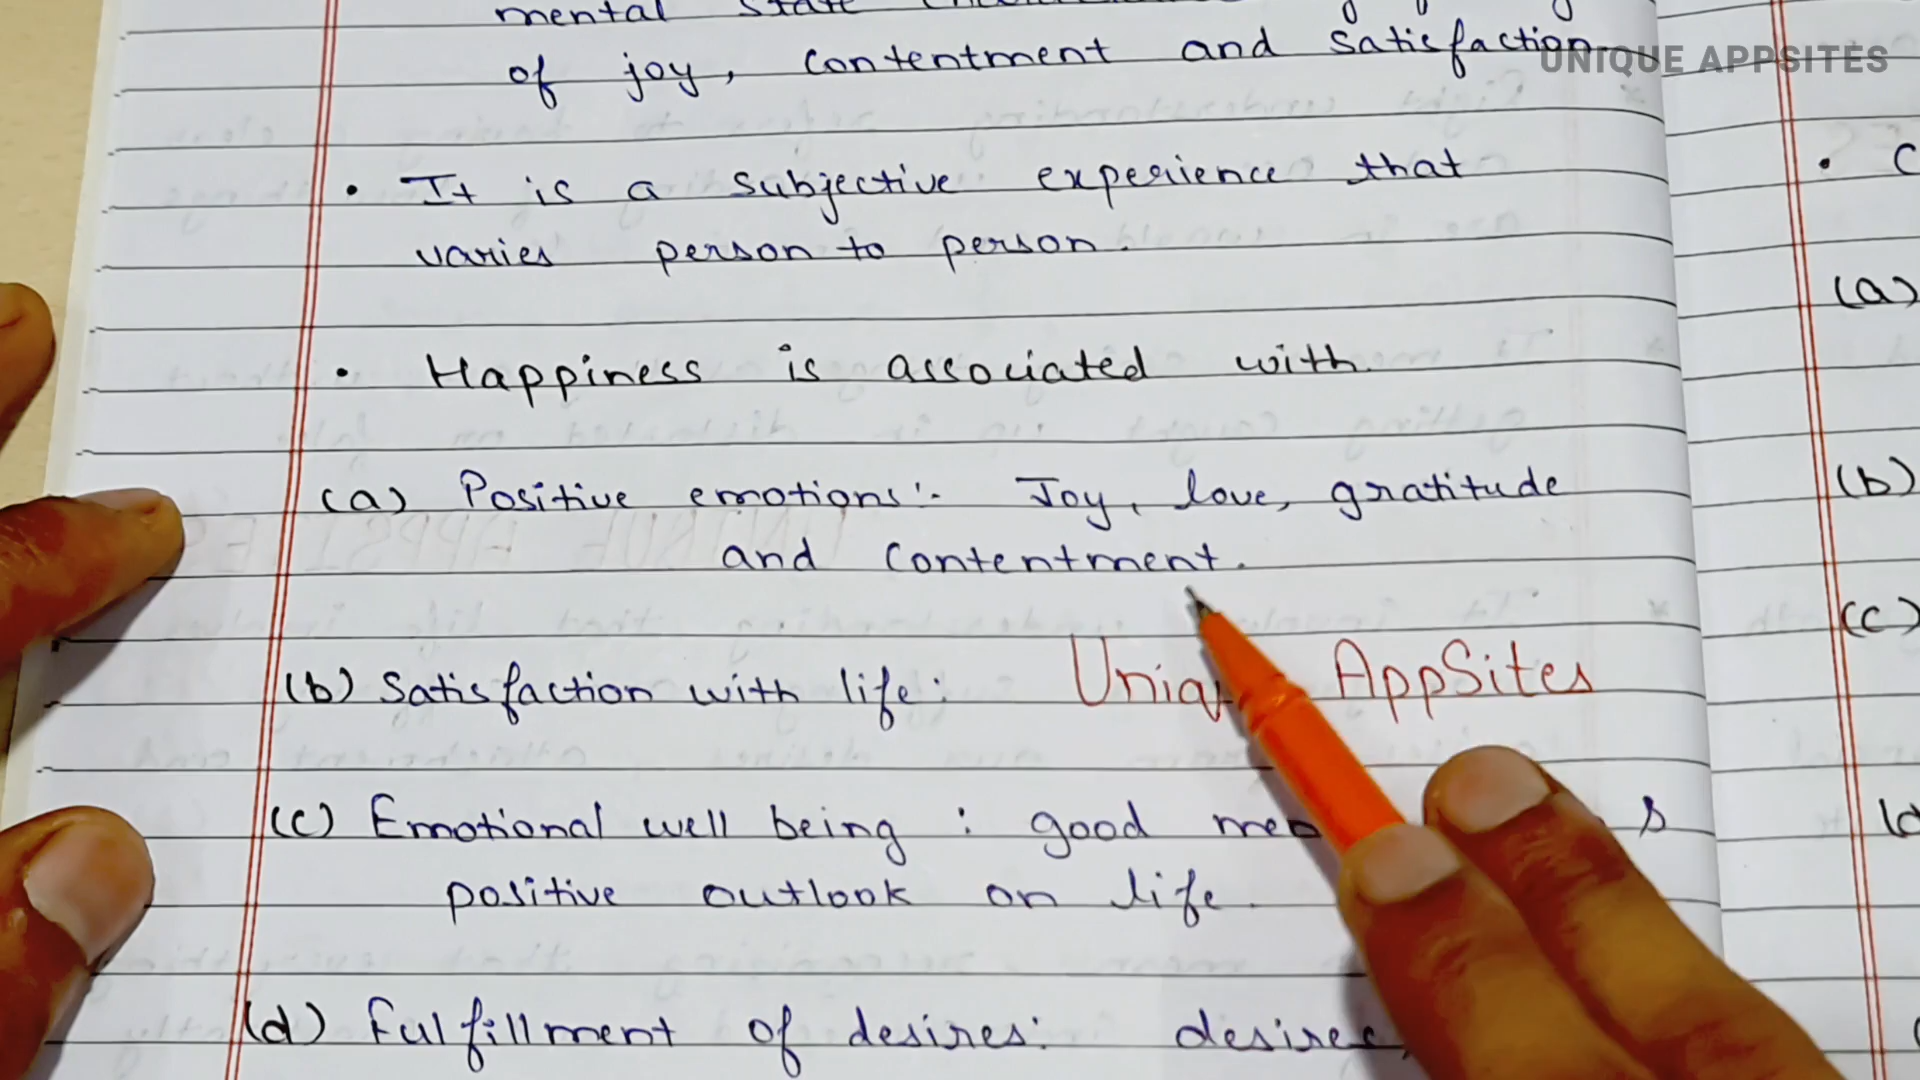 mental state
of joy, contentment and satisfaction.
UNIQUE APPSITES
• It is a subjective experience that
varies person to person.
• Happiness is associated with.
(a) Positive emotions:- Joy, love, gratitude
and contentment.
(b) Satisfaction with life: AppSites
(c) Emotional well being : good
positive outlook on life.
(d) Fulfillment of desires:
• C
(a)
(b)
(c)